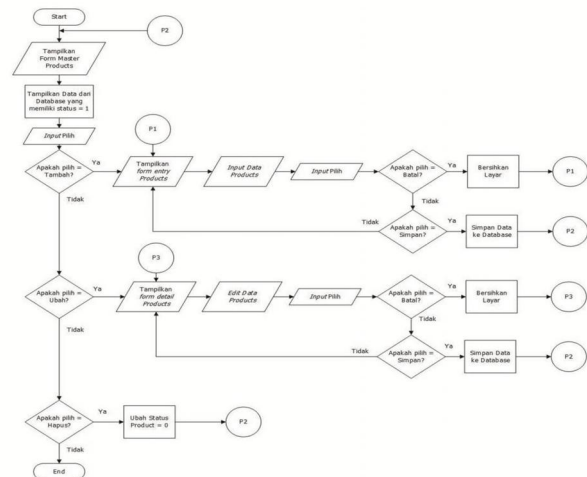 Start
P2
Tampilkan
Form Master
Products
Tampilkan Data dari
Database yang
memiliki status = 1
Input Pilih
P1
Apakah pilih =
Tambah?
Ya
Tampilkan
form entry
Products
Input Data
Products
Input Pilih
Apakah pilih =
Batal?
Ya
Bersihkan
Layar
P1
Tidak
Tidak
Tidak
Apakah pilih =
Simpan?
Ya
Simpan Data
ke Database
P2
P3
Apakah pilih =
Ubah?
Ya
Tampilkan
form detail
Products
Edit Data
Products
Input Pilih
Apakah pilih =
Batal?
Ya
Bersihkan
Layar
P3
Tidak
Tidak
Tidak
Apakah pilih =
Simpan?
Ya
Simpan Data
ke Database
P2
Apakah pilih =
Hapus?
Ya
Ubah Status
Product = 0
P2
Tidak
End